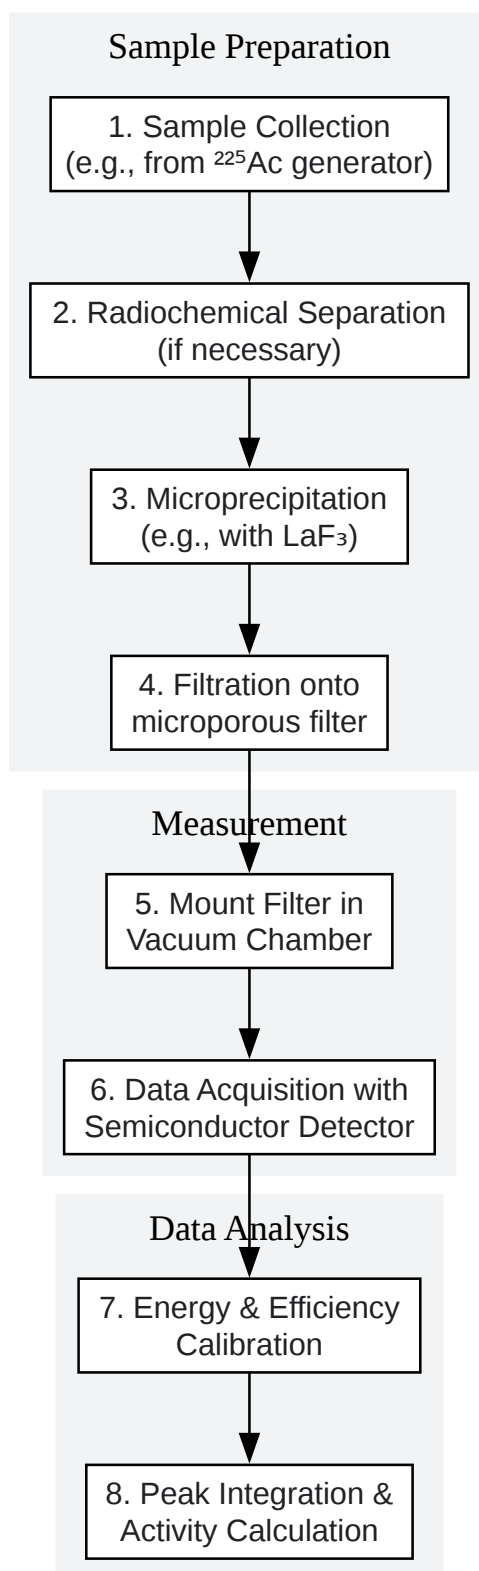 Sample Preparation
1. Sample Collection
(e.g., from ²²⁵Ac generator)
2. Radiochemical Separation
(if necessary)
3. Microprecipitation
(e.g., with LaF₃)
4. Filtration onto
microporous filter
Measurement
5. Mount Filter in
Vacuum Chamber
6. Data Acquisition with
Semiconductor Detector
Data Analysis
7. Energy & Efficiency
Calibration
8. Peak Integration &
Activity Calculation